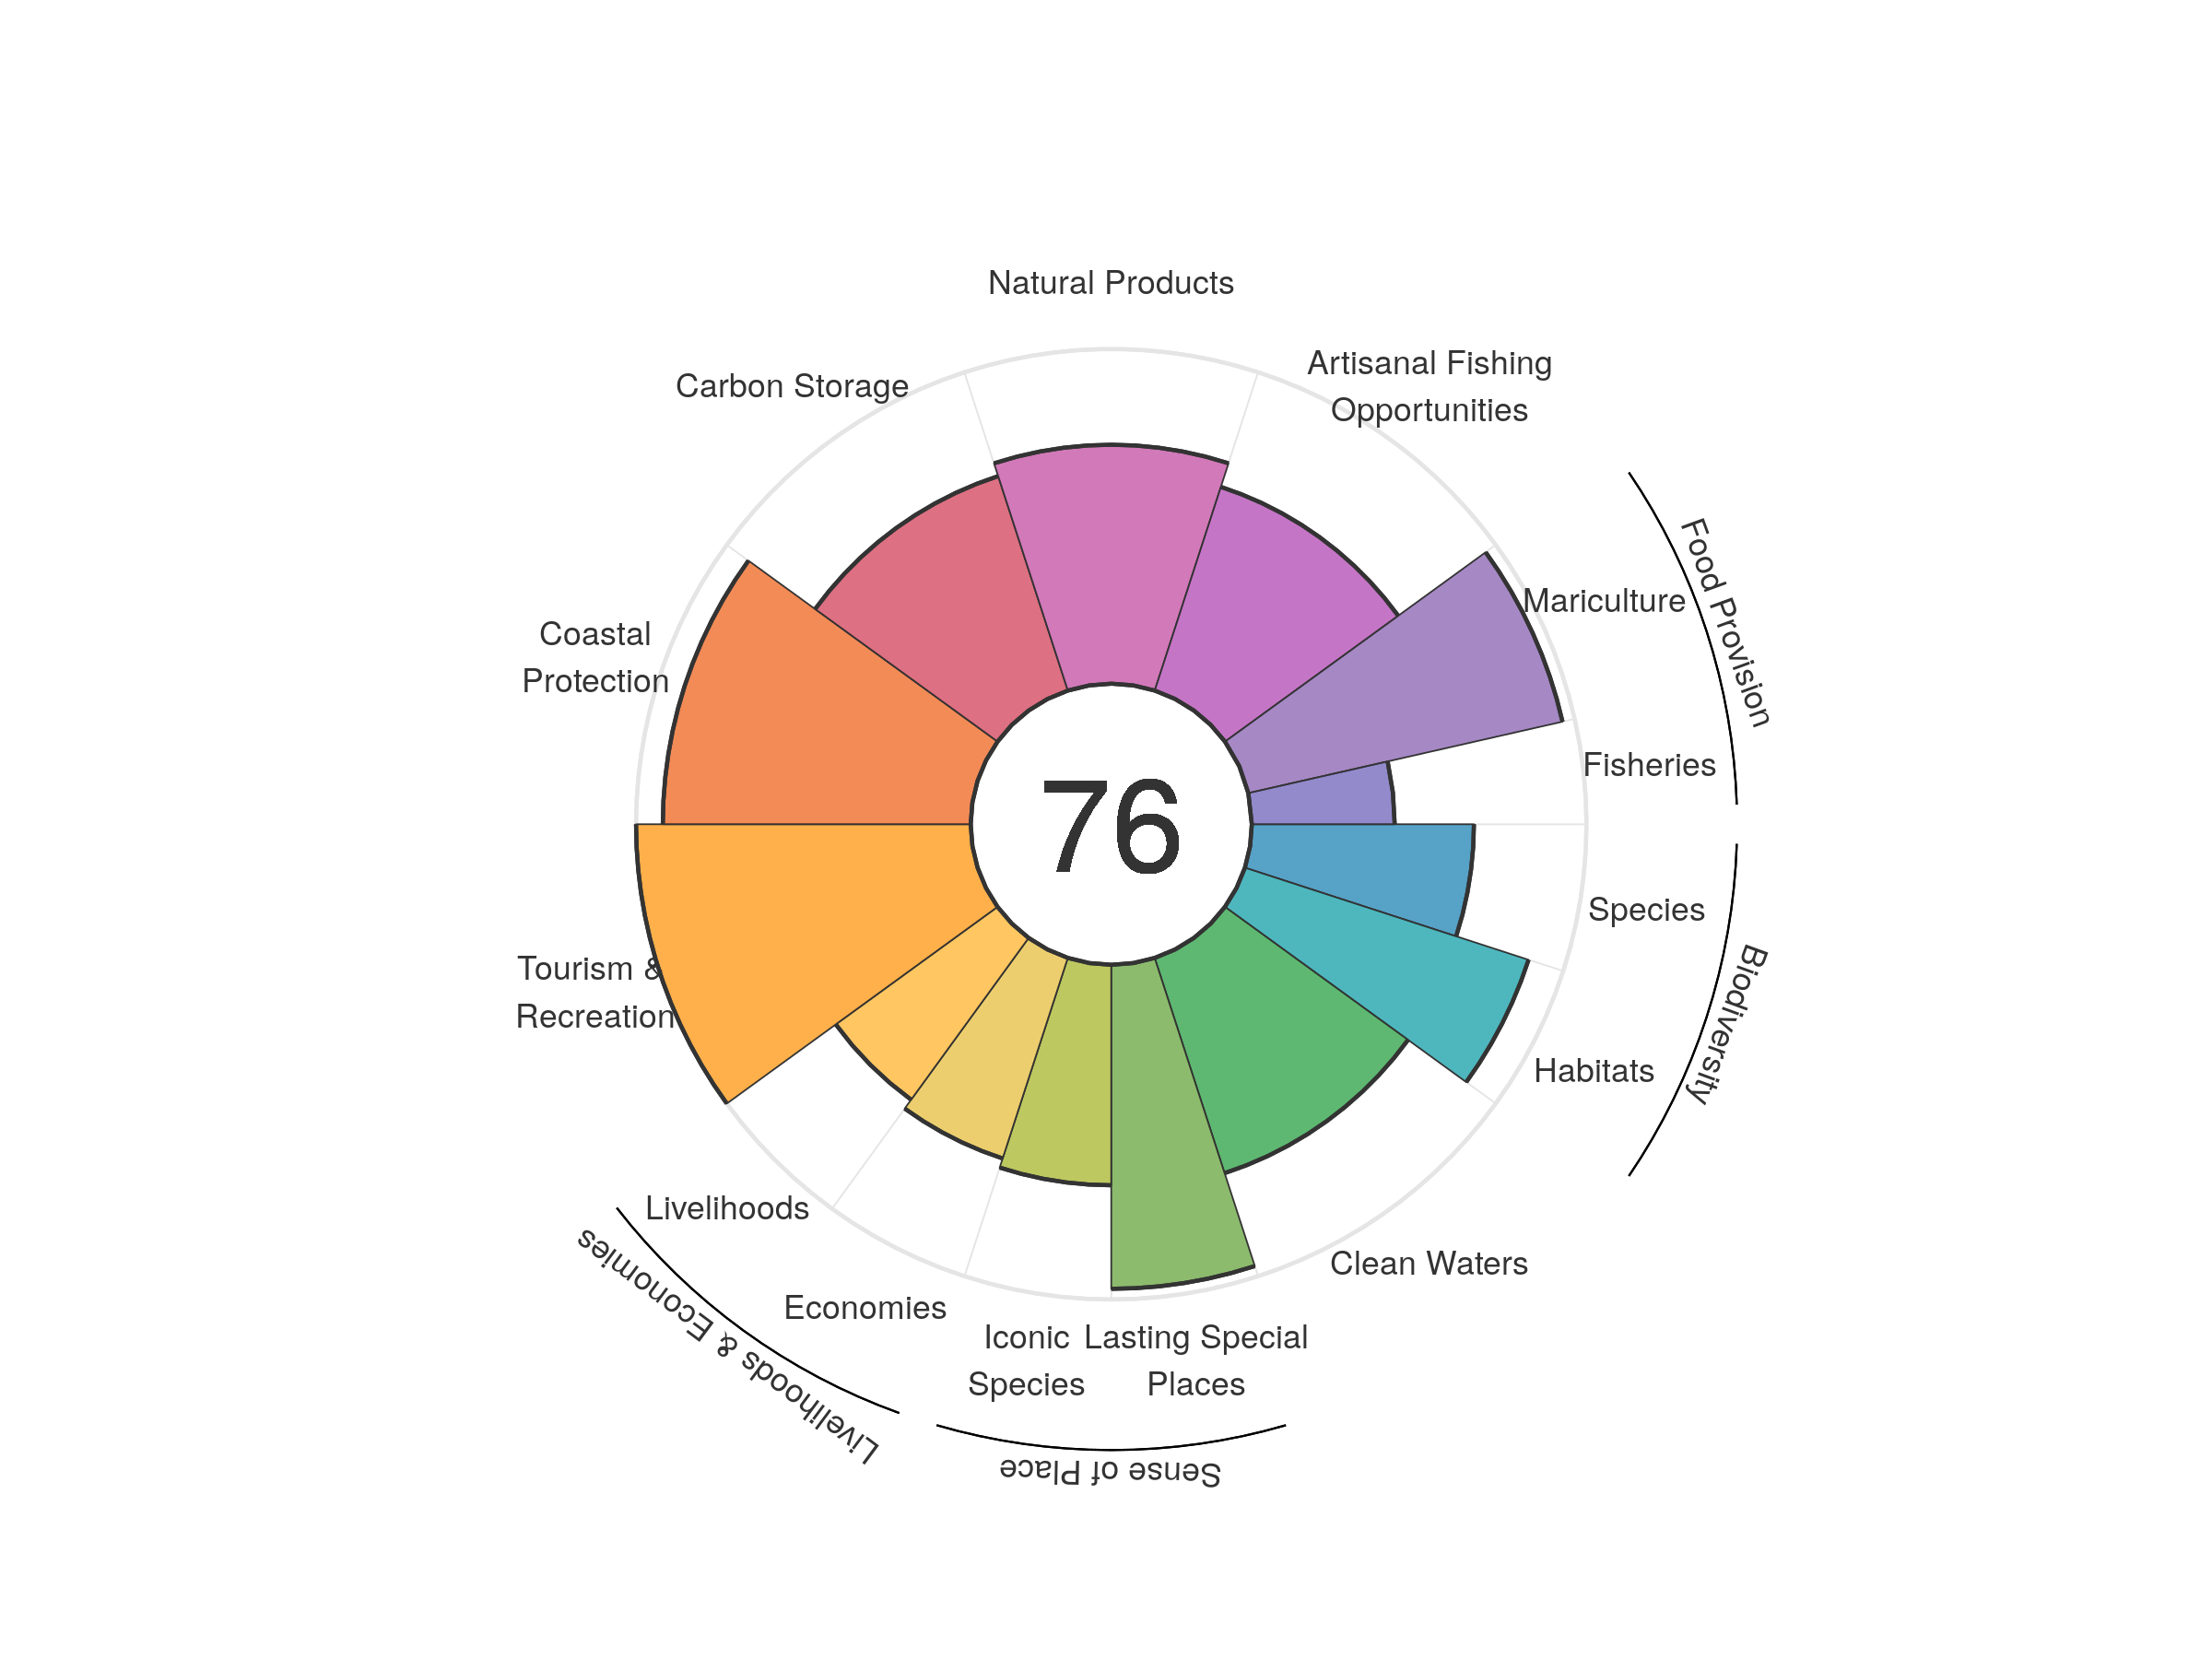 Natural Products
Artisanal Fishing
Opportunities
Carbon Storage
Food Provision
Mariculture
Coastal
Protection
Fisheries
76
Species
Biodiversity
Tourism &
Recreation
Habitats
Livelihoods
Livelihoods & Economies
Clean Waters
Economies
Iconic
Species
Lasting Special
Places
Sense of Place